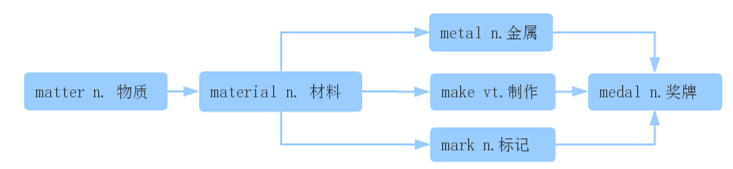 metal n.金属
matter n. 物质
material n. 材料
make vt.制作
medal n.奖牌
mark n.标记